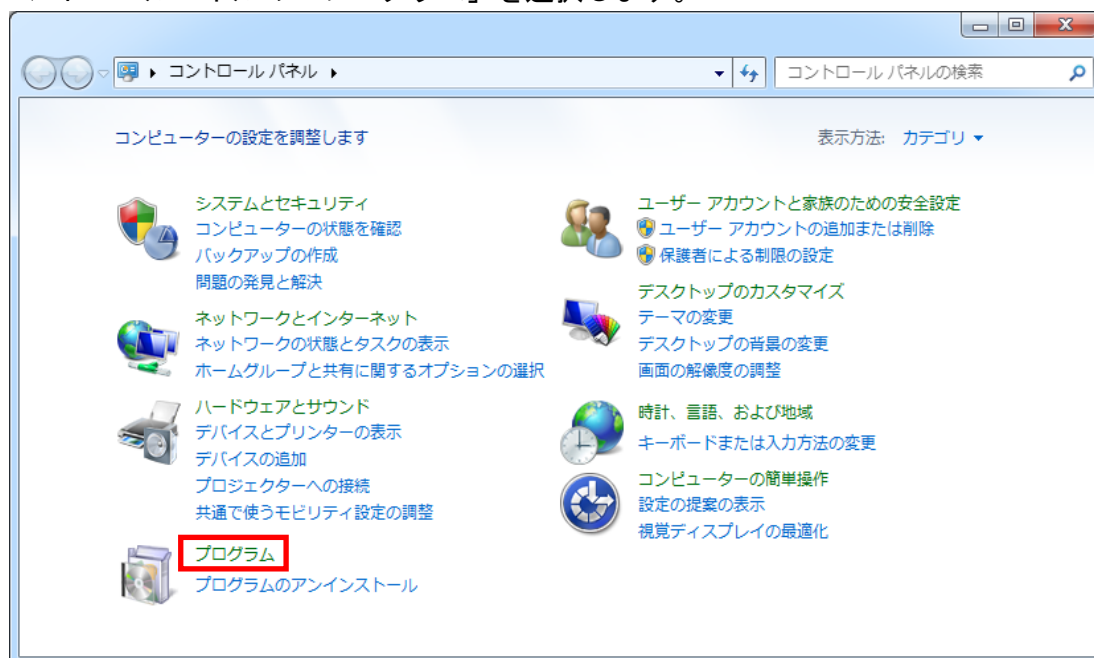 」を選択します。
コントロール パネル
コントロール パネルの検索
コンピューターの設定を調整します
表示方法: カテゴリ
システムとセキュリティ
コンピューターの状態を確認
バックアップの作成
問題の発見と解決
ネットワークとインターネット
ネットワークの状態とタスクの表示
ホームグループと共有に関するオプションの選択
ハードウェアとサウンド
デバイスとプリンターの表示
デバイスの追加
プロジェクターへの接続
共通で使うモビリティ設定の調整
プログラム
プログラムのアンインストール
ユーザー アカウントと家族のための安全設定
ユーザー アカウントの追加または削除
保護者による制限の設定
デスクトップのカスタマイズ
テーマの変更
デスクトップの背景の変更
画面の解像度の調整
時計、言語、および地域
キーボードまたは入力方法の変更
コンピューターの簡単操作
設定の提案の表示
視覚ディスプレイの最適化